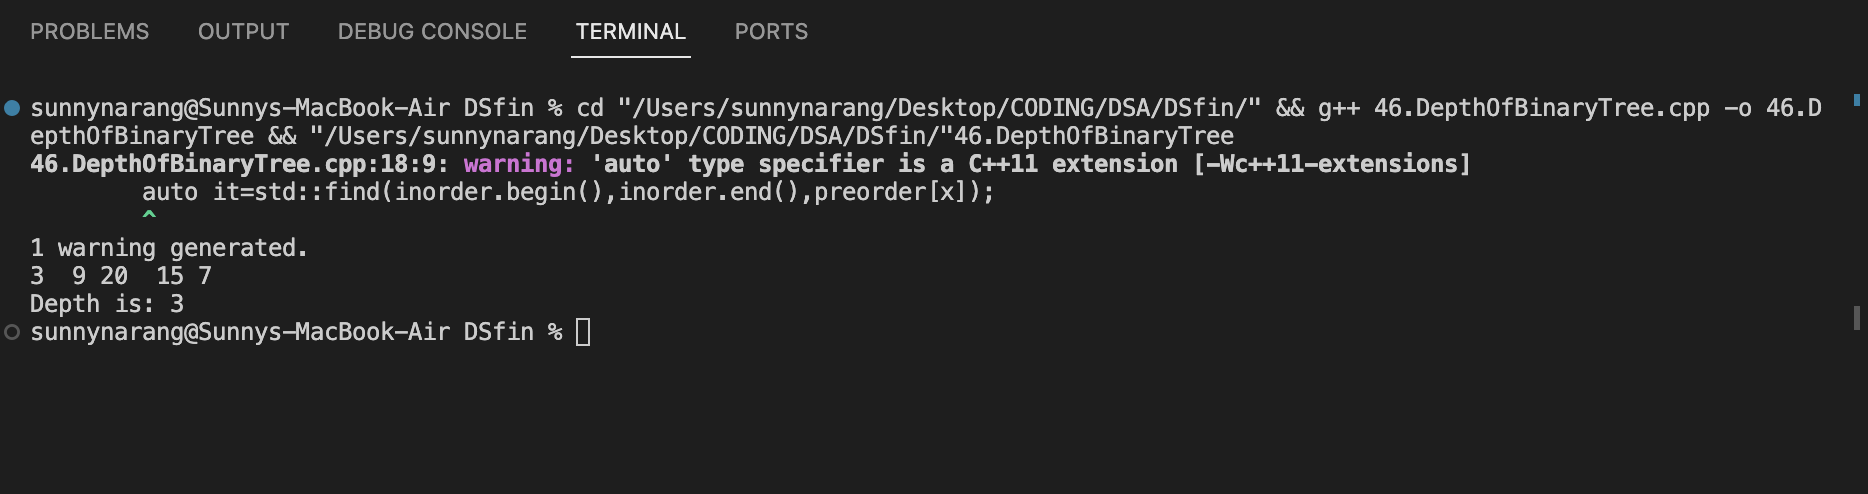 PROBLEMS OUTPUT DEBUG CONSOLE TERMINAL PORTS
sunnynarang@Sunnys-MacBook-Air DSfin % cd "/Users/sunnynarang/Desktop/CODING/DSA/DSfin/" && g++ 46.DepthOfBinaryTree.cpp -o 46.D
epthOfBinaryTree && "/Users/sunnynarang/Desktop/CODING/DSA/DSfin/"46.DepthOfBinaryTree
46.DepthOfBinaryTree.cpp:18:9: warning: 'auto' type specifier is a C++11 extension [-Wc++11-extensions]
        auto it=std::find(inorder.begin(),inorder.end(),preorder[x]);
        ^
1 warning generated.
3  9 20  15 7
Depth is: 3
sunnynarang@Sunnys-MacBook-Air DSfin %